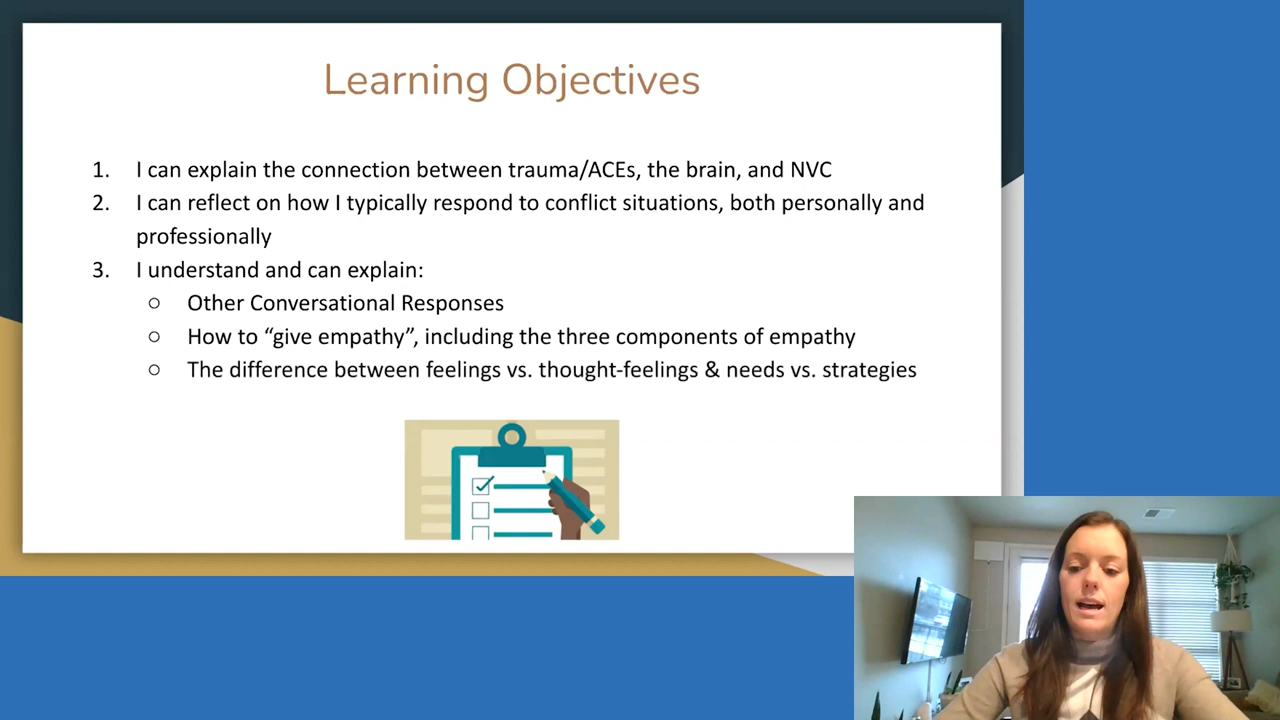 Learning Objectives
1. I can explain the connection between trauma/ACEs, the brain, and NVC
2. I can reflect on how I typically respond to conflict situations, both personally and
professionally
3. I understand and can explain:
○ Other Conversational Responses
○ How to “give empathy”, including the three components of empathy
○ The difference between feelings vs. thought-feelings & needs vs. strategies